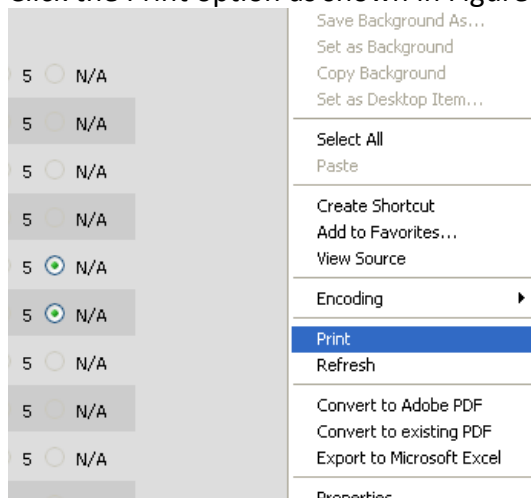 Click the Print option as shown in Figure
5 N/A
5 N/A
5 N/A
5 N/A
5 N/A
5 N/A
5 N/A
5 N/A
5 N/A
Save Background As...
Set as Background
Copy Background
Set as Desktop Item...
Select All
Paste
Create Shortcut
Add to Favorites...
View Source
Encoding
Print
Refresh
Convert to Adobe PDF
Convert to existing PDF
Export to Microsoft Excel
Properties